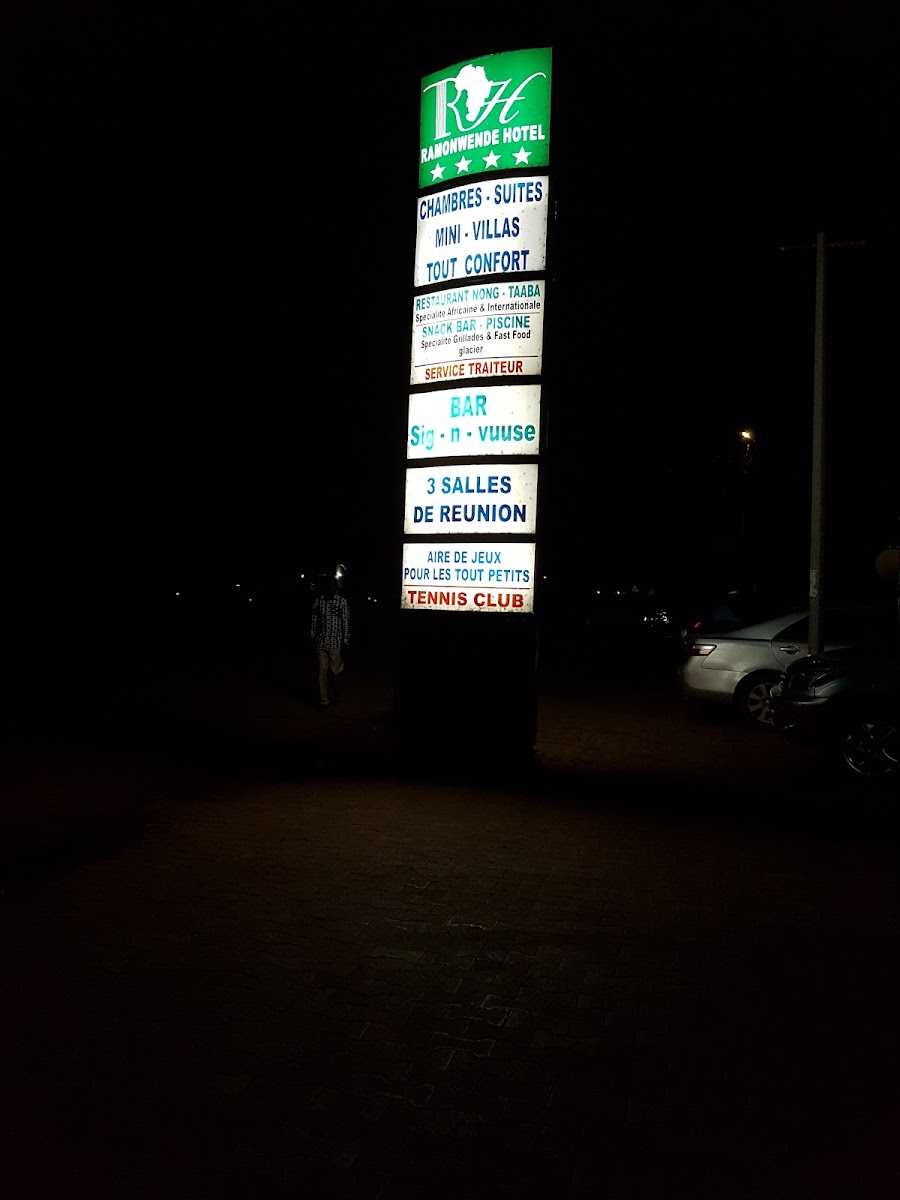 RH
RAMONWENDE HOTEL
CHAMBRES - SUITES
MINI - VILLAS
TOUT CONFORT
RESTAURANT NONG - TAABA
Specialite Africaine & Internationale
SNACK BAR - PISCINE
Specialite Grillades & Fast Food
glacier
SERVICE TRAITEUR
BAR
Sig - n - vuuse
3 SALLES
DE REUNION
AIRE DE JEUX
POUR LES TOUT PETITS
TENNIS CLUB